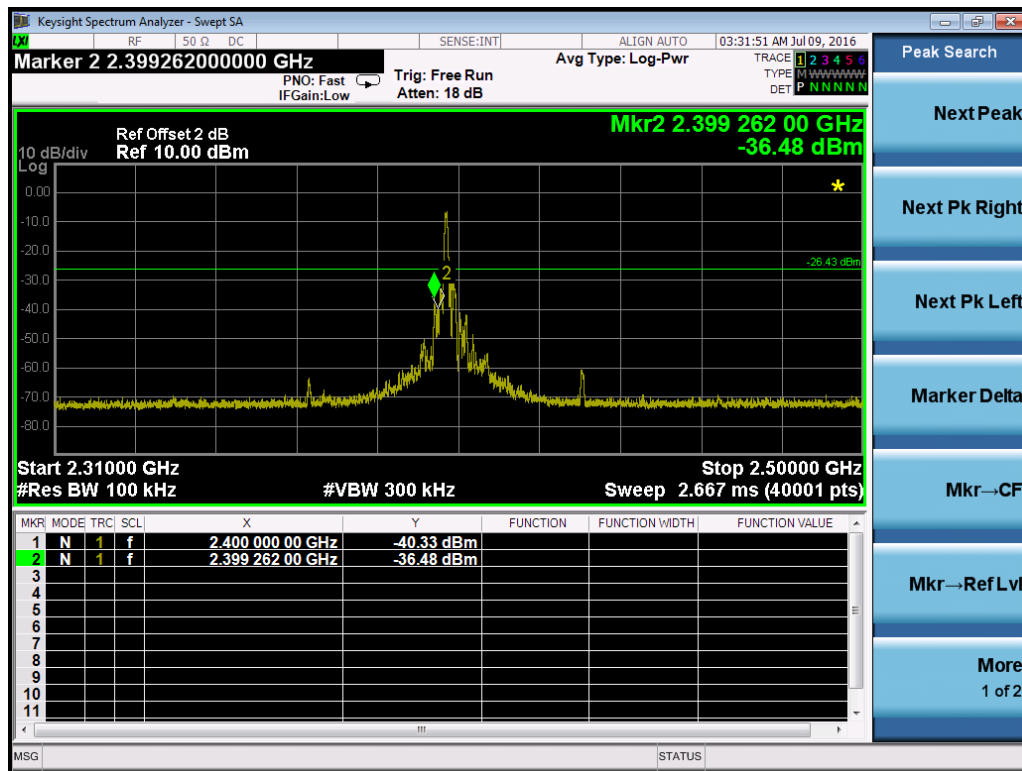 Keysight Spectrum Analyzer - Swept SA
LXI RF 50 Ω DC SENSE:INT ALIGN AUTO 03:31:51 AM Jul 09, 2016
Marker 2 2.399262000000 GHz
PNO: Fast
IFGain:Low
Trig: Free Run
Atten: 18 dB
Avg Type: Log-Pwr
TRACE 1 2 3 4 5 6
TYPE M WWWWW
DET P N N N N N
Ref Offset 2 dB
10 dB/div Ref 10.00 dBm
Log
Mkr2 2.399 262 00 GHz
-36.48 dBm
0.00
-10.0
-20.0
-30.0
-40.0
-50.0
-60.0
-70.0
-80.0
-26.43 dBm
2
Start 2.31000 GHz Stop 2.50000 GHz
#Res BW 100 kHz #VBW 300 kHz Sweep 2.667 ms (40001 pts)
MKR MODE TRC SCL X Y FUNCTION FUNCTION WIDTH FUNCTION VALUE
1 N 1 f 2.400 000 00 GHz -40.33 dBm
2 N 1 f 2.399 262 00 GHz -36.48 dBm
3
4
5
6
7
8
9
10
11
MSG STATUS
Peak Search
Next Peak
Next Pk Right
Next Pk Left
Marker Delta
Mkr→CF
Mkr→Ref Lvl
More
1 of 2